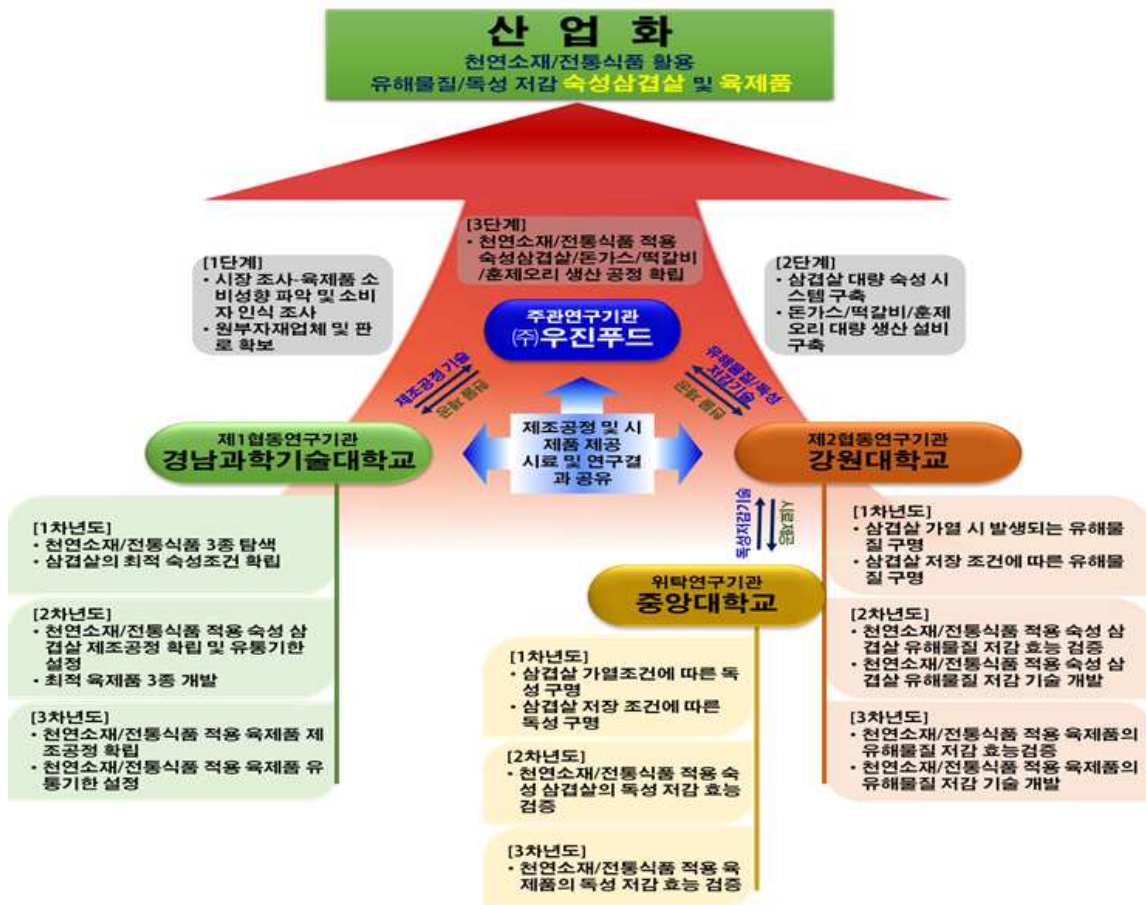 산 업 화
천연소재/전통식품 활용
유해물질/독성 저감 숙성삼겹살 및 육제품
[3단계]
• 천연소재/전통식품 적용
숙성삼겹살/돈가스/떡갈비
/훈제오리 생산 공정 확립
[1단계]
• 시장 조사-육제품 소
비성향 파악 및 소비
자 인식 조사
• 원부자재업체 및 판
로 확보
[2단계]
• 삼겹살 대량 숙성 시
스템 구축
• 돈가스/떡갈비/훈제
오리 대량 생산 설비
구축
주관연구기관
㈜우진푸드
제조공정 기술
현물 제공
유해물질/독성
저감기술
현물 제공
제조공정 및 시
제품 제공
시료 및 연구결
과 공유
제1협동연구기관
경남과학기술대학교
제2협동연구기관
강원대학교
[1차년도]
• 천연소재/전통식품 3종 탐색
• 삼겹살의 최적 숙성조건 확립
[2차년도]
• 천연소재/전통식품 적용 숙성 삼
겹살 제조공정 확립 및 유통기한
설정
• 최적 육제품 3종 개발
[3차년도]
• 천연소재/전통식품 적용 육제품 제
조공정 확립
• 천연소재/전통식품 적용 육제품 유
통기한 설정
독성저감기술
시료제공
위탁연구기관
중앙대학교
[1차년도]
• 삼겹살 가열조건에 따른 독
성 구명
• 삼겹살 저장 조건에 따른
독성 구명
[2차년도]
• 천연소재/전통식품 적용 숙
성 삼겹살의 독성 저감 효능
검증
[3차년도]
• 천연소재/전통식품 적용 육
제품의 독성 저감 효능 검증
[1차년도]
• 삼겹살 가열 시 발생되는 유해물
질 구명
• 삼겹살 저장 조건에 따른 유해물
질 구명
[2차년도]
• 천연소재/전통식품 적용 숙성 삼
겹살 유해물질 저감 효능 검증
• 천연소재/전통식품 적용 숙성 삼
겹살 유해물질 저감 기술 개발
[3차년도]
• 천연소재/전통식품 적용 육제품의
유해물질 저감 효능검증
• 천연소재/전통식품 적용 육제품의
유해물질 저감 기술 개발